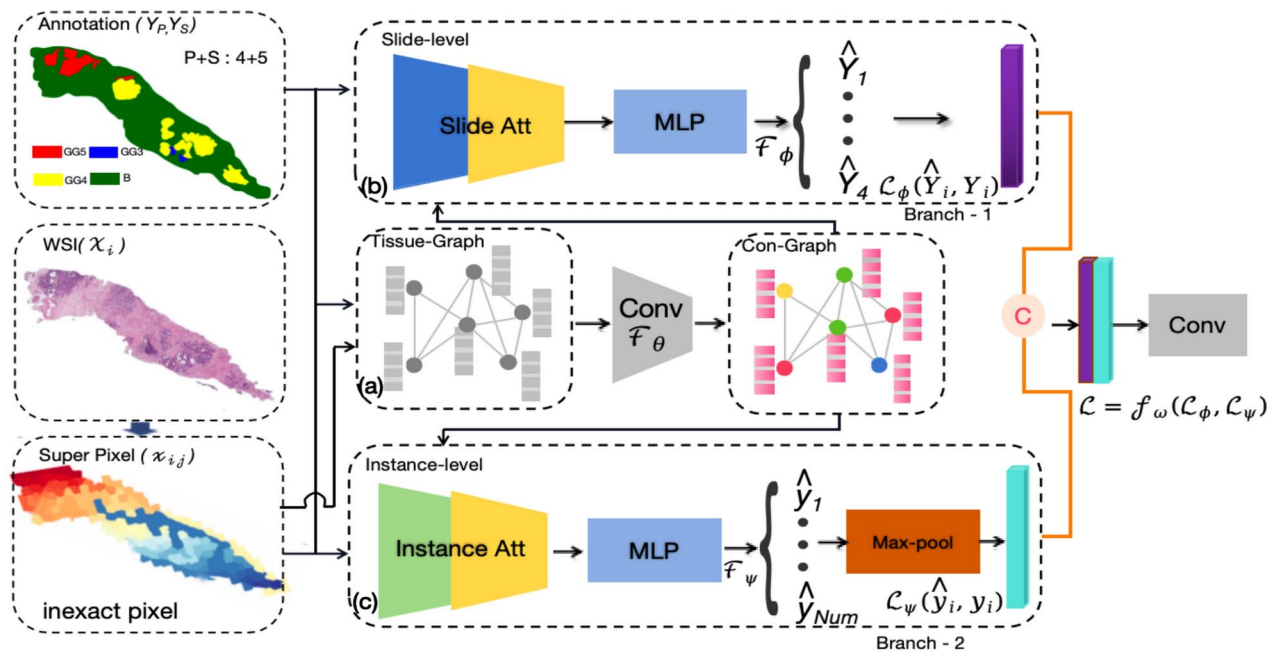 Annotation (Y_P,Y_S)
P+S : 4+5
GG5 GG3
GG4 B
WSI(X_i)
Super Pixel (x_ij)
inexact pixel
Slide-level
Slide Att
MLP
F_ϕ
Ŷ_1
Ŷ_4
L_ϕ(Ŷ_i, Y_i)
(b)
Branch - 1
Tissue-Graph
(a)
Conv
F_θ
Con-Graph
Instance-level
Instance Att
MLP
F_ψ
ŷ_1
ŷ_Num
Max-pool
L_ψ(ŷ_i, y_i)
(c)
Branch - 2
C
Conv
L = f_ω(L_ϕ, L_ψ)